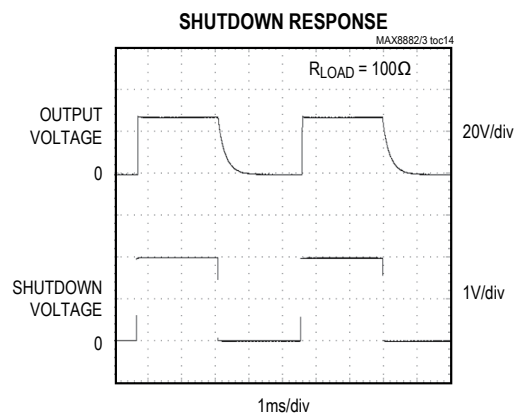 SHUTDOWN RESPONSE
MAX8882/3 toc14
RLOAD = 100Ω
OUTPUT
VOLTAGE
0
20V/div
SHUTDOWN
VOLTAGE
0
1V/div
1ms/div